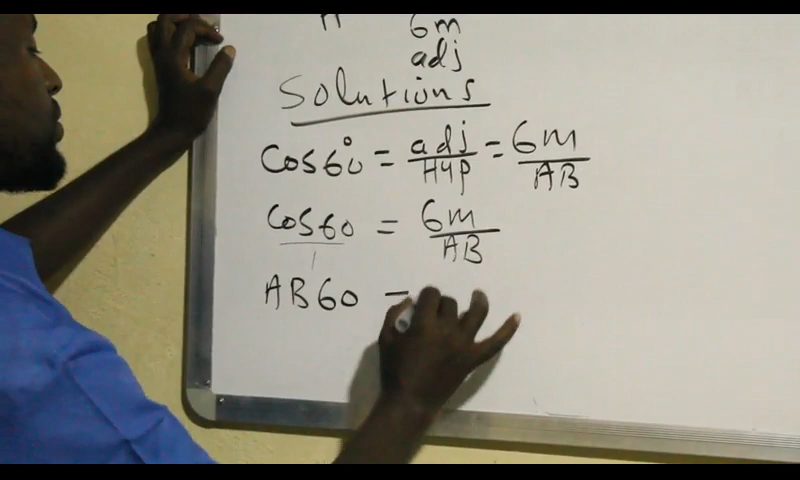 A 6m
adj
Solutions
Cos60° = adj/Hyp = 6m/AB
Cos60 = 6m/AB
AB60 =